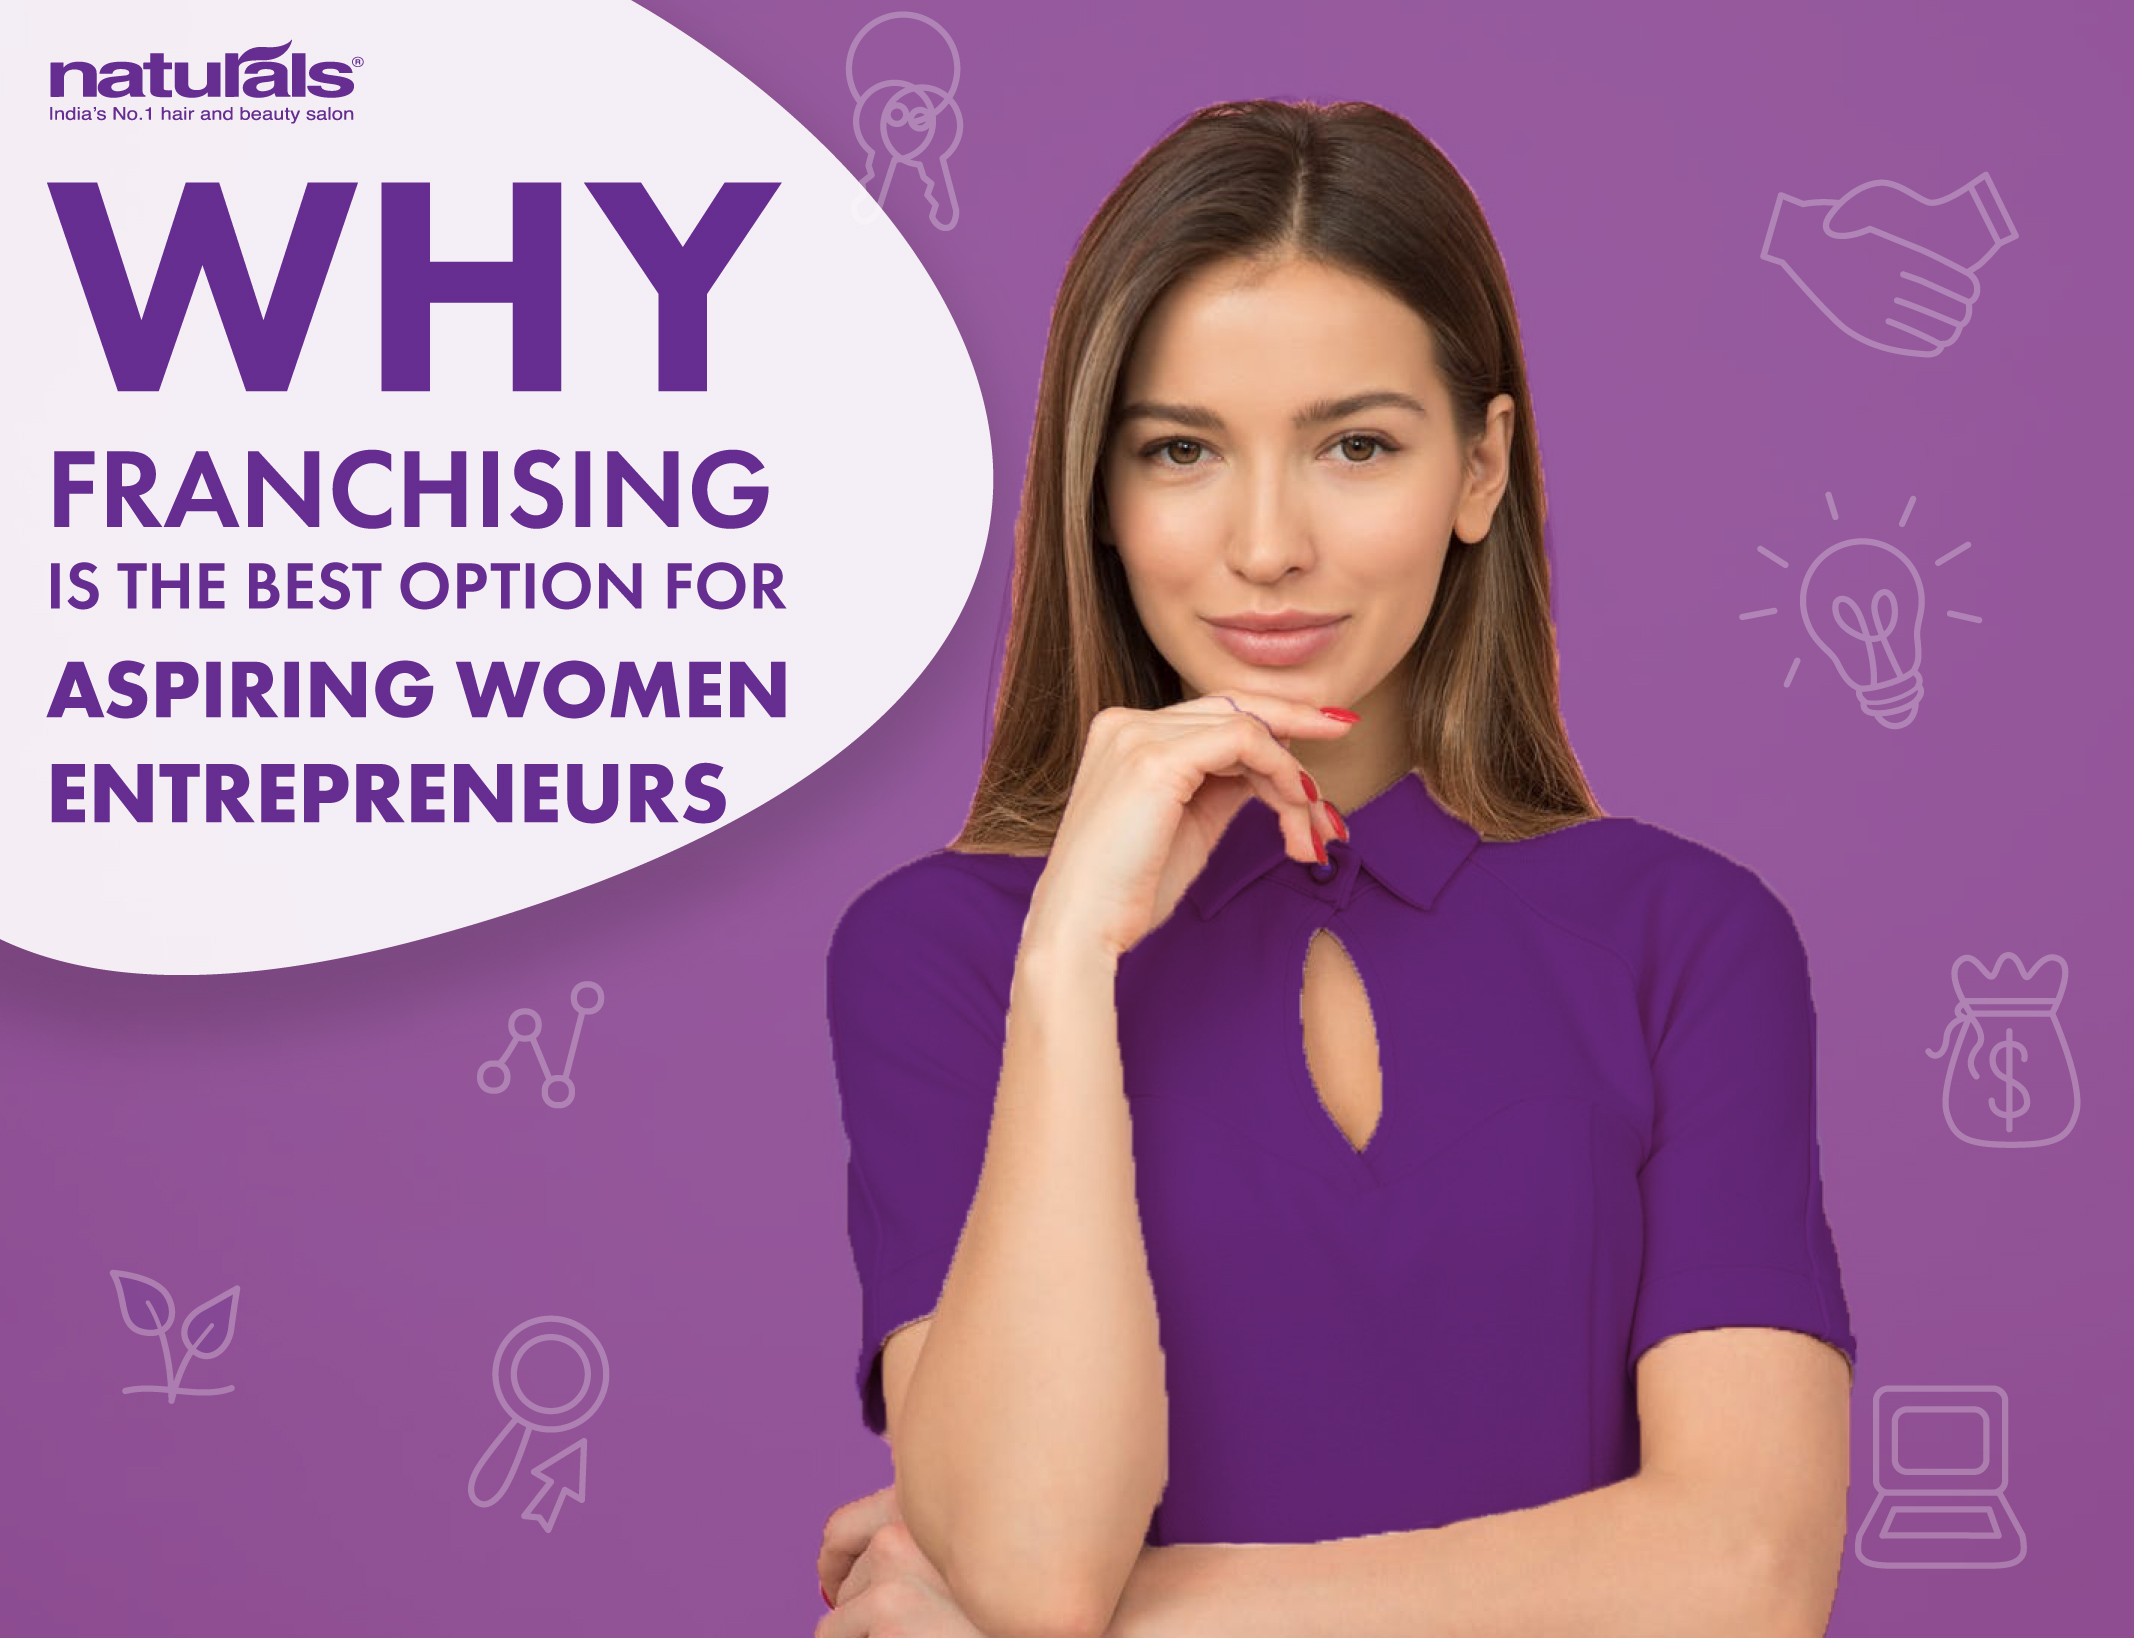 naturals®
India's No.1 hair and beauty salon
WHY
FRANCHISING
IS THE BEST OPTION FOR
ASPIRING WOMEN
ENTREPRENEURS
$